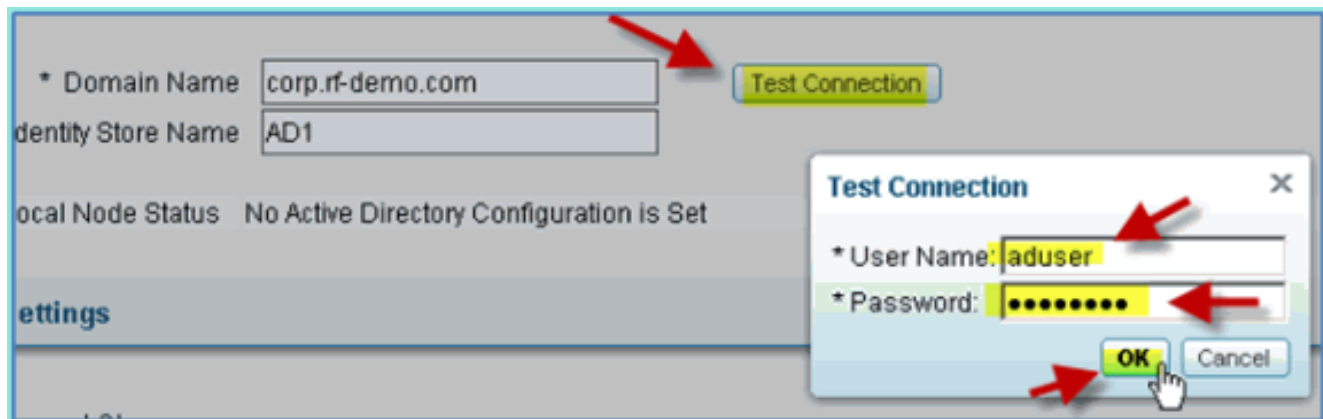 * Domain Name corp.rf-demo.com Test Connection
dentity Store Name AD1
ocal Node Status No Active Directory Configuration is Set
ettings
Test Connection
* User Name: aduser
* Password: ••••••••
OK Cancel